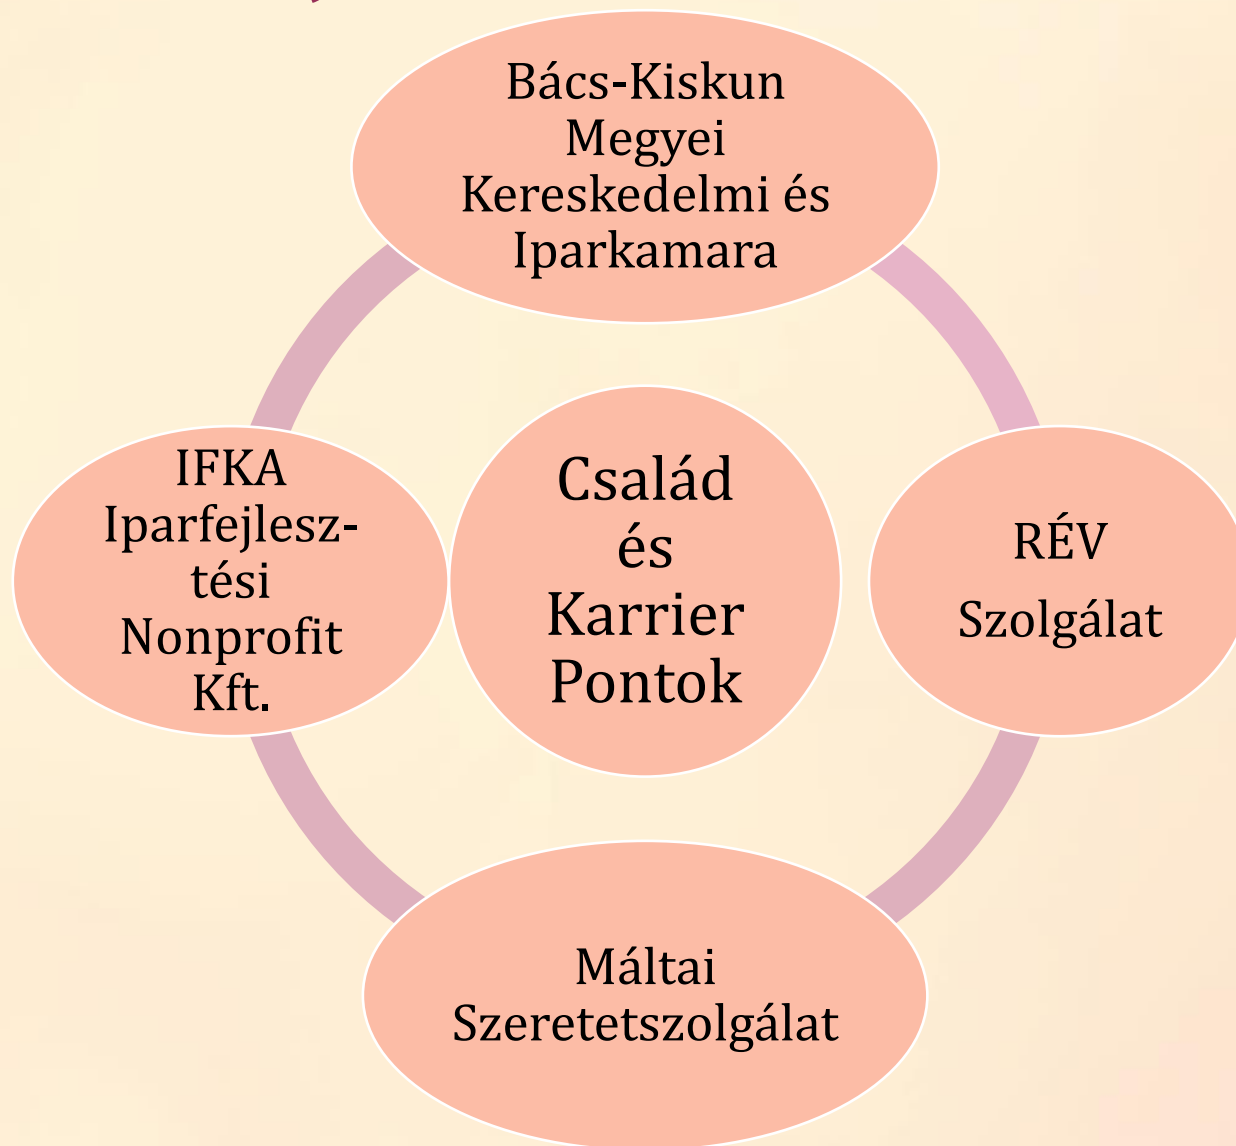 Bács-Kiskun
Megyei
Kereskedelmi és
Iparkamara
IFKA
Iparfejlesz-
tési
Nonprofit
Kft.
Család
és
Karrier
Pontok
RÉV
Szolgálat
Máltai
Szeretetszolgálat